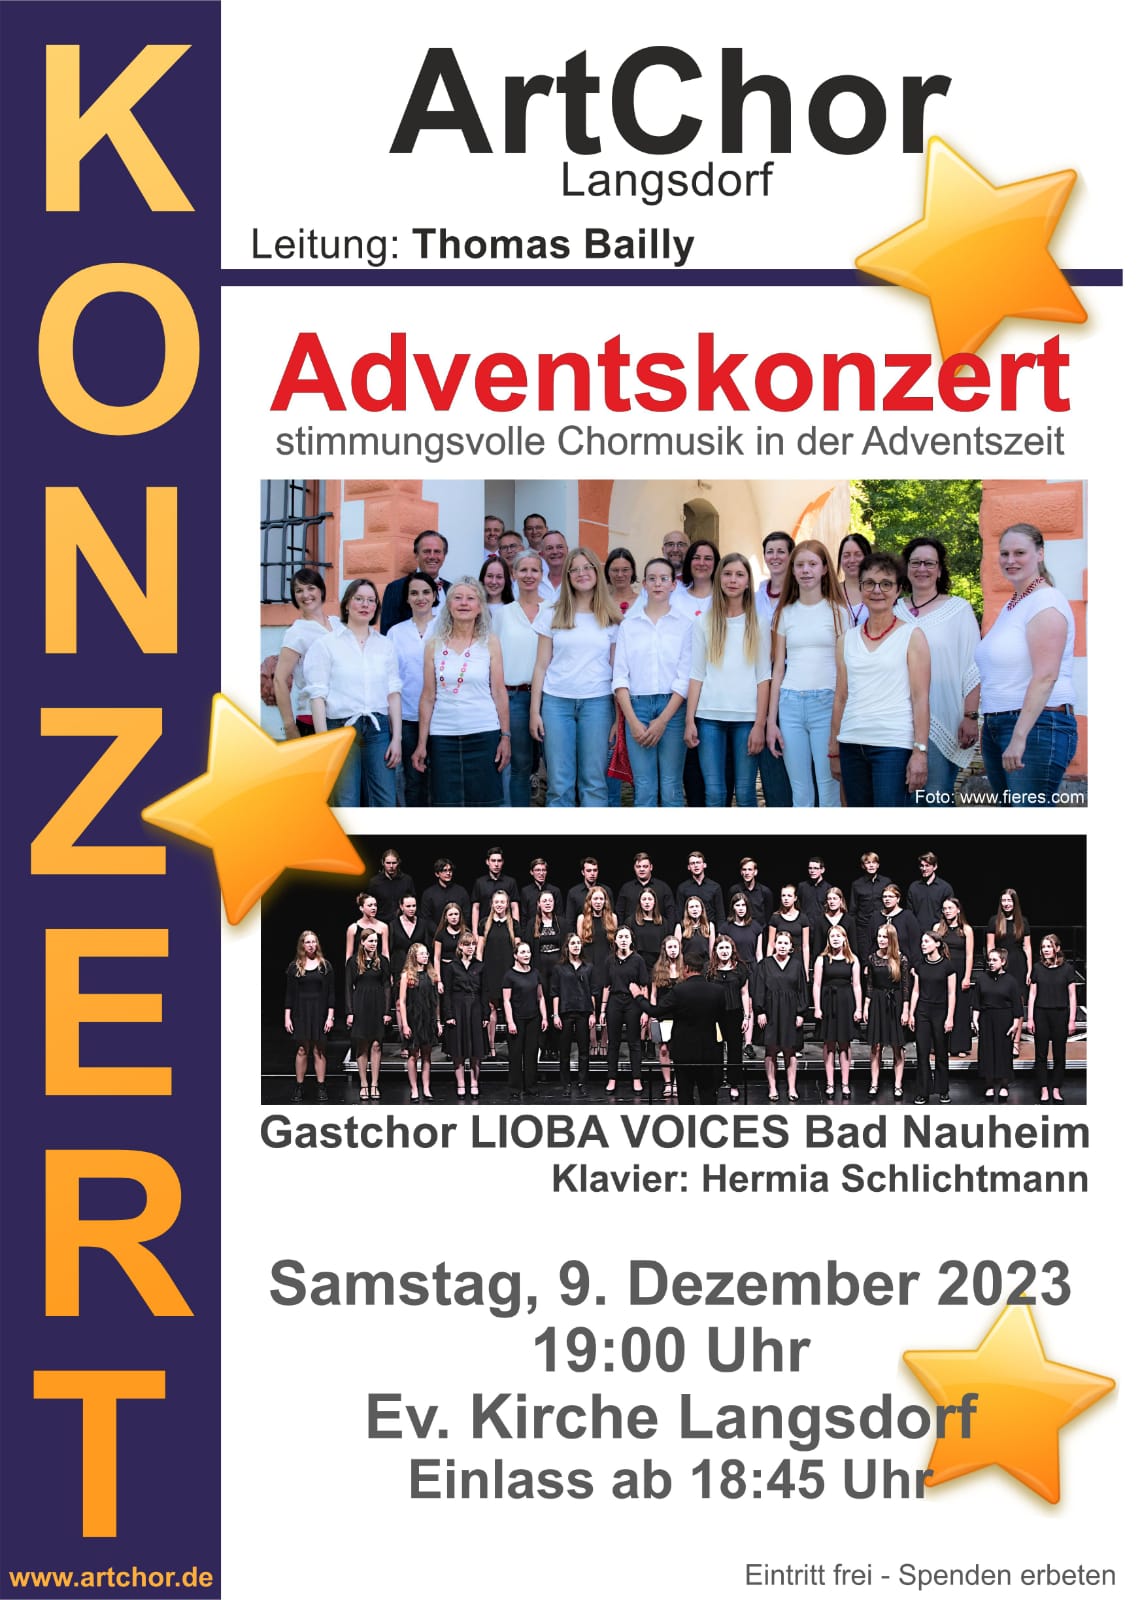 KONZERT
ArtChor
Langsdorf
Leitung: Thomas Bailly
Adventskonzert
stimmungsvolle Chormusik in der Adventszeit
Foto: www.fieres.com
Gastchor LIOBA VOICES Bad Nauheim
Klavier: Hermia Schlichtmann
Samstag, 9. Dezember 2023
19:00 Uhr
Ev. Kirche Langsdorf
Einlass ab 18:45 Uhr
www.artchor.de
Eintritt frei - Spenden erbeten